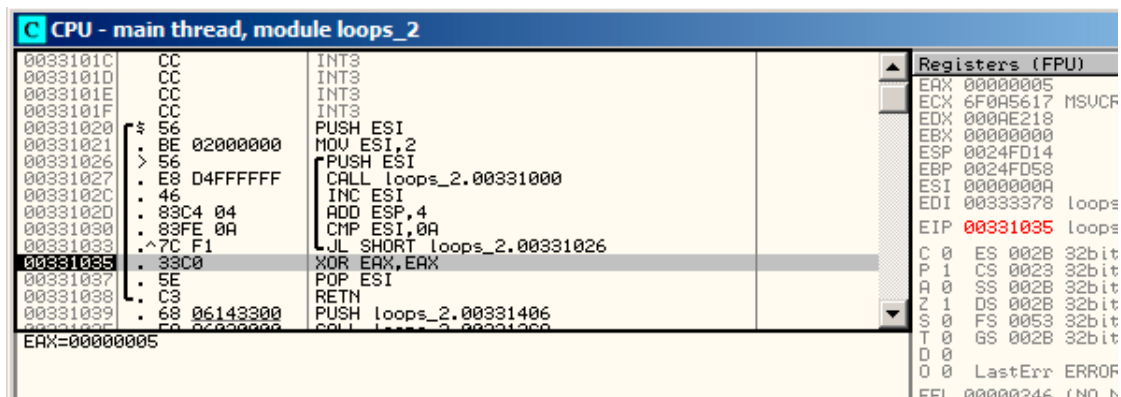 C CPU - main thread, module loops_2
0033101C CC INT3
0033101D CC INT3
0033101E CC INT3
0033101F CC INT3
00331020 $ 56 PUSH ESI
00331021 . BE 02000000 MOV ESI,2
00331026 > 56 PUSH ESI
00331027 . E8 D4FFFFFF CALL loops_2.00331000
0033102C . 46 INC ESI
0033102D . 83C4 04 ADD ESP,4
00331030 . 83FE 0A CMP ESI,0A
00331033 .^7C F1 JL SHORT loops_2.00331026
00331035 . 33C0 XOR EAX,EAX
00331037 . 5E POP ESI
00331038 . C3 RETN
00331039 . 68 06143300 PUSH loops_2.00331406
EAX=00000005
Registers (FPU)
EAX 00000005
ECX 6F0A5617 MSVCR
EDX 000AE218
EBX 00000000
ESP 0024FD14
EBP 0024FD58
ESI 0000000A
EDI 00333378 loops
EIP 00331035 loops
C 0 ES 002B 32bit
P 1 CS 0023 32bit
A 0 SS 002B 32bit
Z 1 DS 002B 32bit
S 0 FS 0053 32bit
T 0 GS 002B 32bit
D 0
O 0 LastErr ERROR